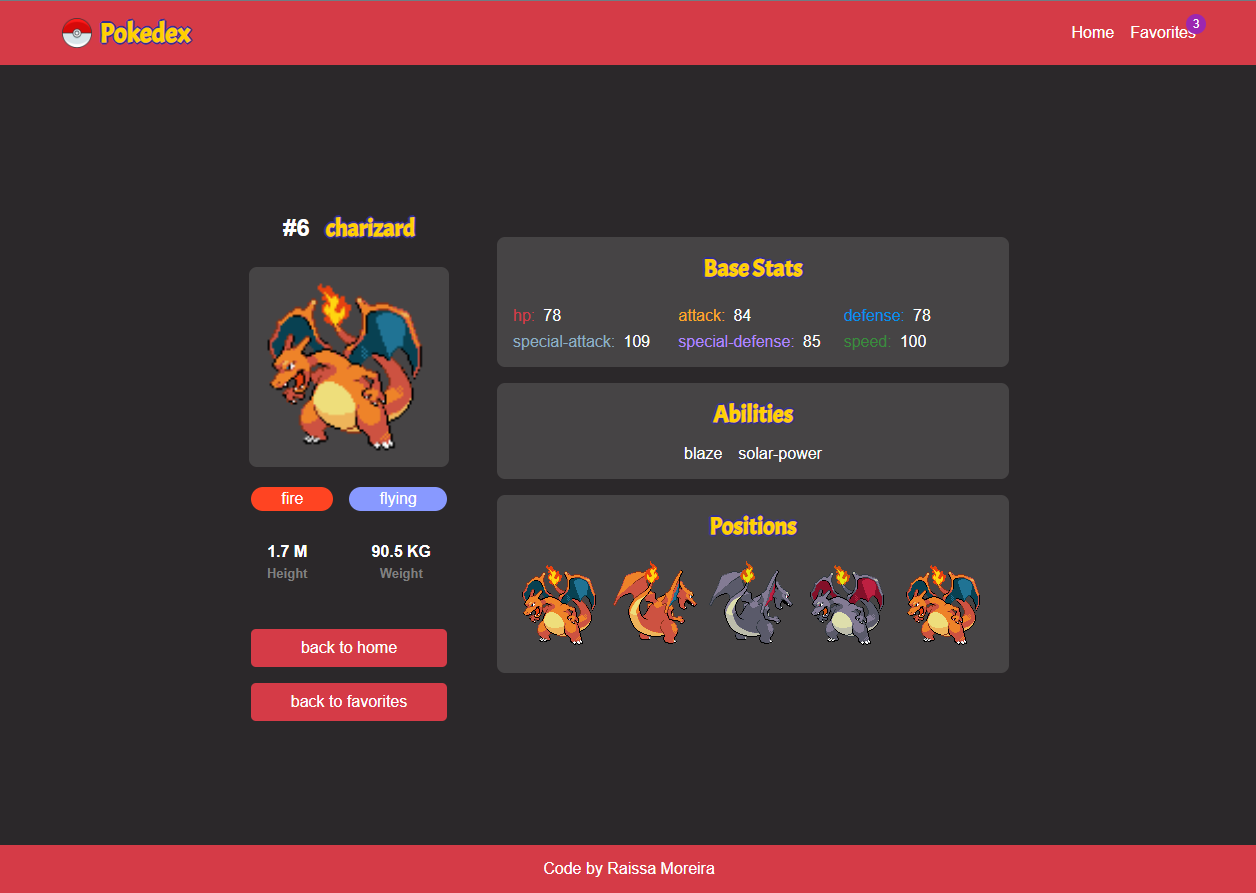 Pokedex
Home Favorites 3
#6 charizard
fire flying
1.7 M 90.5 KG
Height Weight
back to home
back to favorites
Base Stats
hp: 78 attack: 84 defense: 78
special-attack: 109 special-defense: 85 speed: 100
Abilities
blaze solar-power
Positions
Code by Raissa Moreira